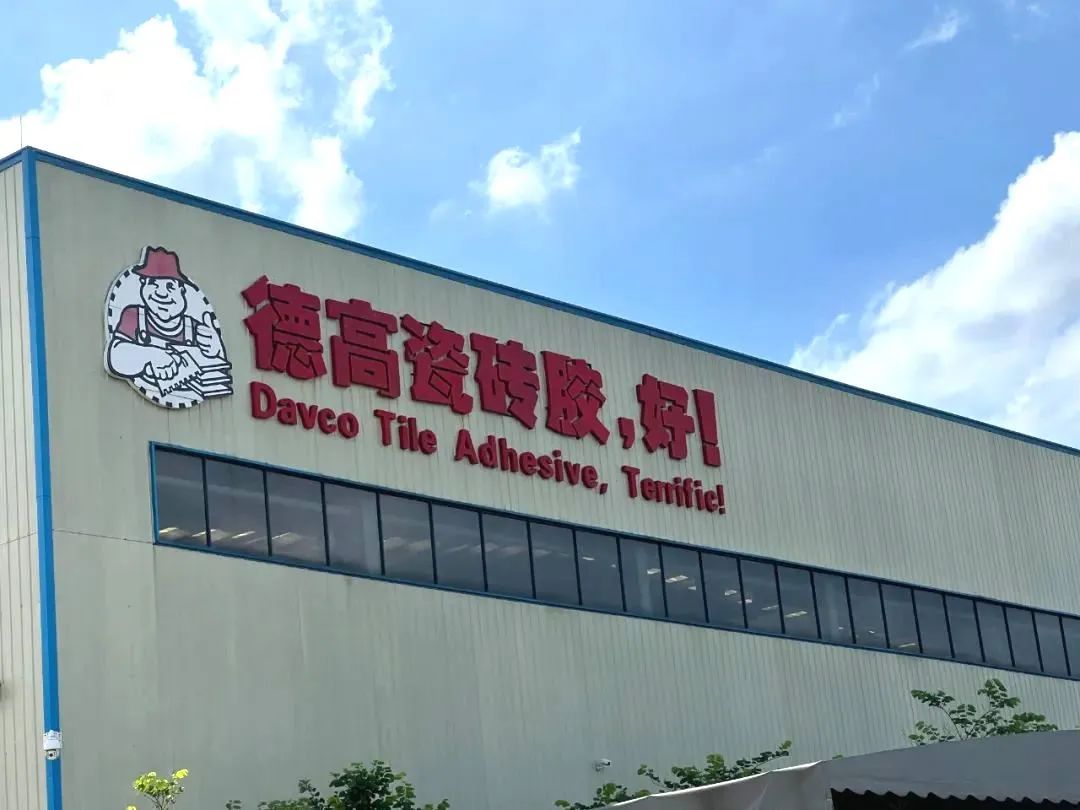 德高瓷砖胶,好!
Davco Tile Adhesive, Terrific!